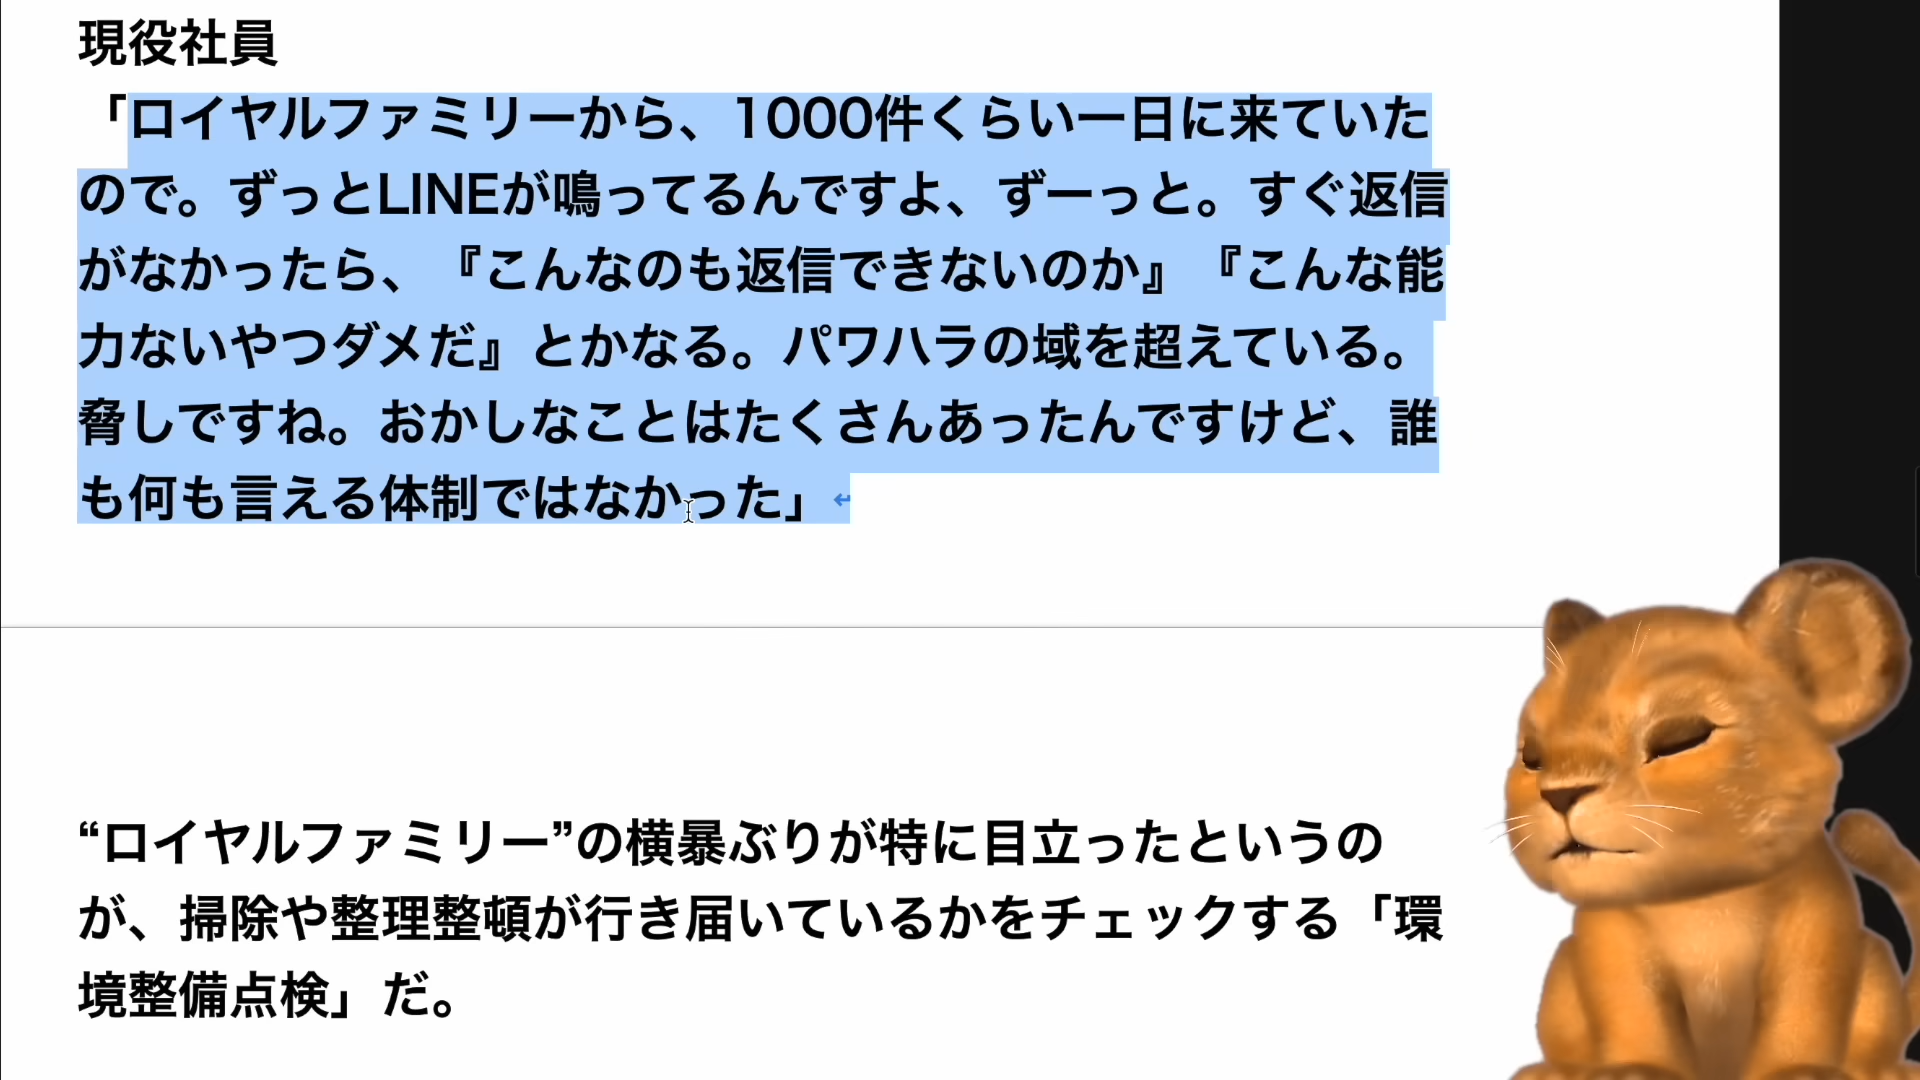 現役社員
「ロイヤルファミリーから、1000件くらい一日に来ていた
ので。ずっとLINEが鳴ってるんですよ、ずーっと。すぐ返信
がなかったら、『こんなのも返信できないのか』『こんな能
力ないやつダメだ』とかなる。パワハラの域を超えている。
脅しですね。おかしなことはたくさんあったんですけど、誰
も何も言える体制ではなかった」
“ロイヤルファミリー”の横暴ぶりが特に目立ったというの
が、掃除や整理整頓が行き届いているかをチェックする「環
境整備点検」だ。